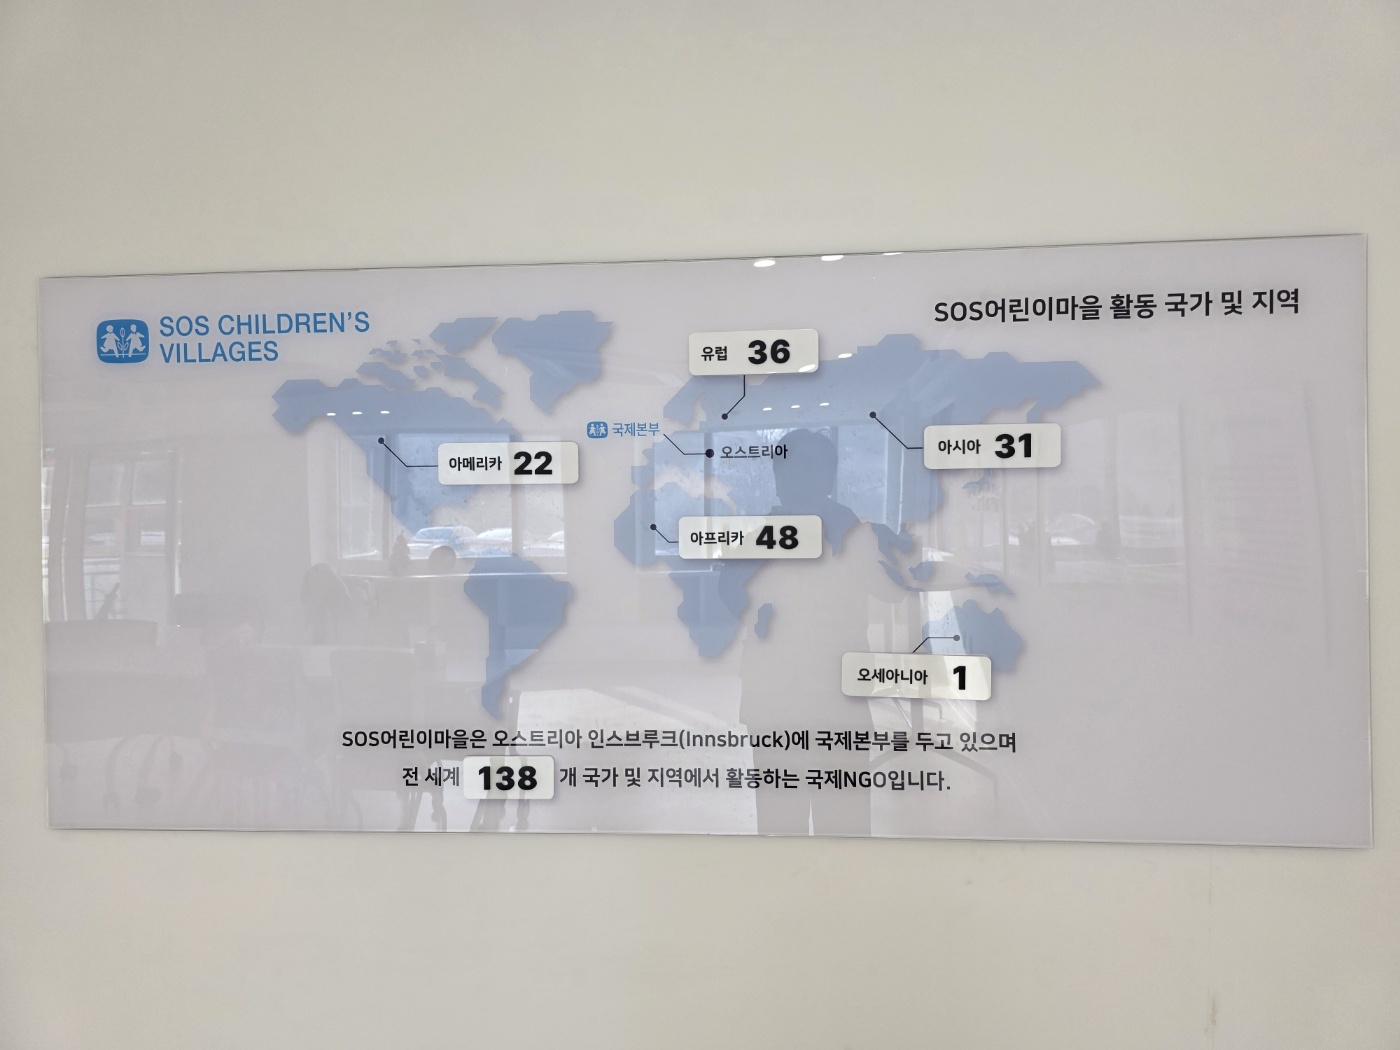 SOS CHILDREN'S
VILLAGES
SOS어린이마을 활동 국가 및 지역
유럽 36
국제본부
오스트리아
아시아 31
아메리카 22
아프리카 48
오세아니아 1
SOS어린이마을은 오스트리아 인스브루크(Innsbruck)에 국제본부를 두고 있으며
전 세계 138 개 국가 및 지역에서 활동하는 국제NGO입니다.